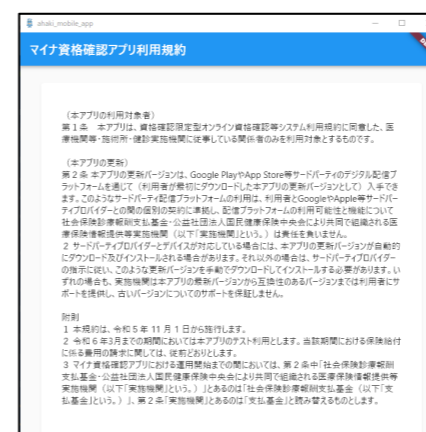 ahaki_mobile_app
マイナ資格確認アプリ利用規約
（本アプリの利用対象者）
第１条　本アプリは、資格確認限定型オンライン資格確認等システム利用規約に同意した、医
療機関等・施術所・健診実施機関に従事している関係者のみを利用対象とするものです。
（本アプリの更新）
第２条 本アプリの更新バージョンは、Google PlayやApp Store等サードパーティのデジタル配信プ
ラットフォームを通じて（利用者が最初にダウンロードした本アプリの更新バージョンとして）入手でき
ます。このようなサードパーティ配信プラットフォームの利用は、利用者とGoogleやApple等サードパー
ティプロバイダーとの間の個別の契約に準拠し、配信プラットフォームの利用可能性と機能について
社会保険診療報酬支払基金・公益社団法人国民健康保険中央会により共同で組織される医
療保険情報提供等実施機関（以下「実施機関」という。）は責任を負いません。
２ サードパーティプロバイダーとデバイスが対応している場合には、本アプリの更新バージョンが自動的
にダウンロード及びインストールされる場合があります。それ以外の場合は、サードパーティプロバイダー
の指示に従い、このような更新バージョンを手動でダウンロードしてインストールする必要があります。い
ずれの場合も、実施機関は本アプリの最新バージョンから互換性のあるバージョンまでは利用者にサ
ポートを提供し、古いバージョンについてのサポートを保証しません。
附則
１ 本規約は、令和５年 11 月１日から施行します。
２ 令和６年3月までの期間においては本アプリのテスト利用とします。当該期間における保険給付
に係る費用の請求に関しては、従前どおりとします。
３ マイナ資格確認アプリにおける運用開始までの間においては、第２条中「社会保険診療報酬
支払基金・公益社団法人国民健康保険中央会により共同で組織される医療保険情報提供等
実施機関（以下「実施機関」という。）」とあるのは「社会保険診療報酬支払基金（以下「支
払基金」という。）」、第２条「実施機関」とあるのは「支払基金」と読み替えるものとします。